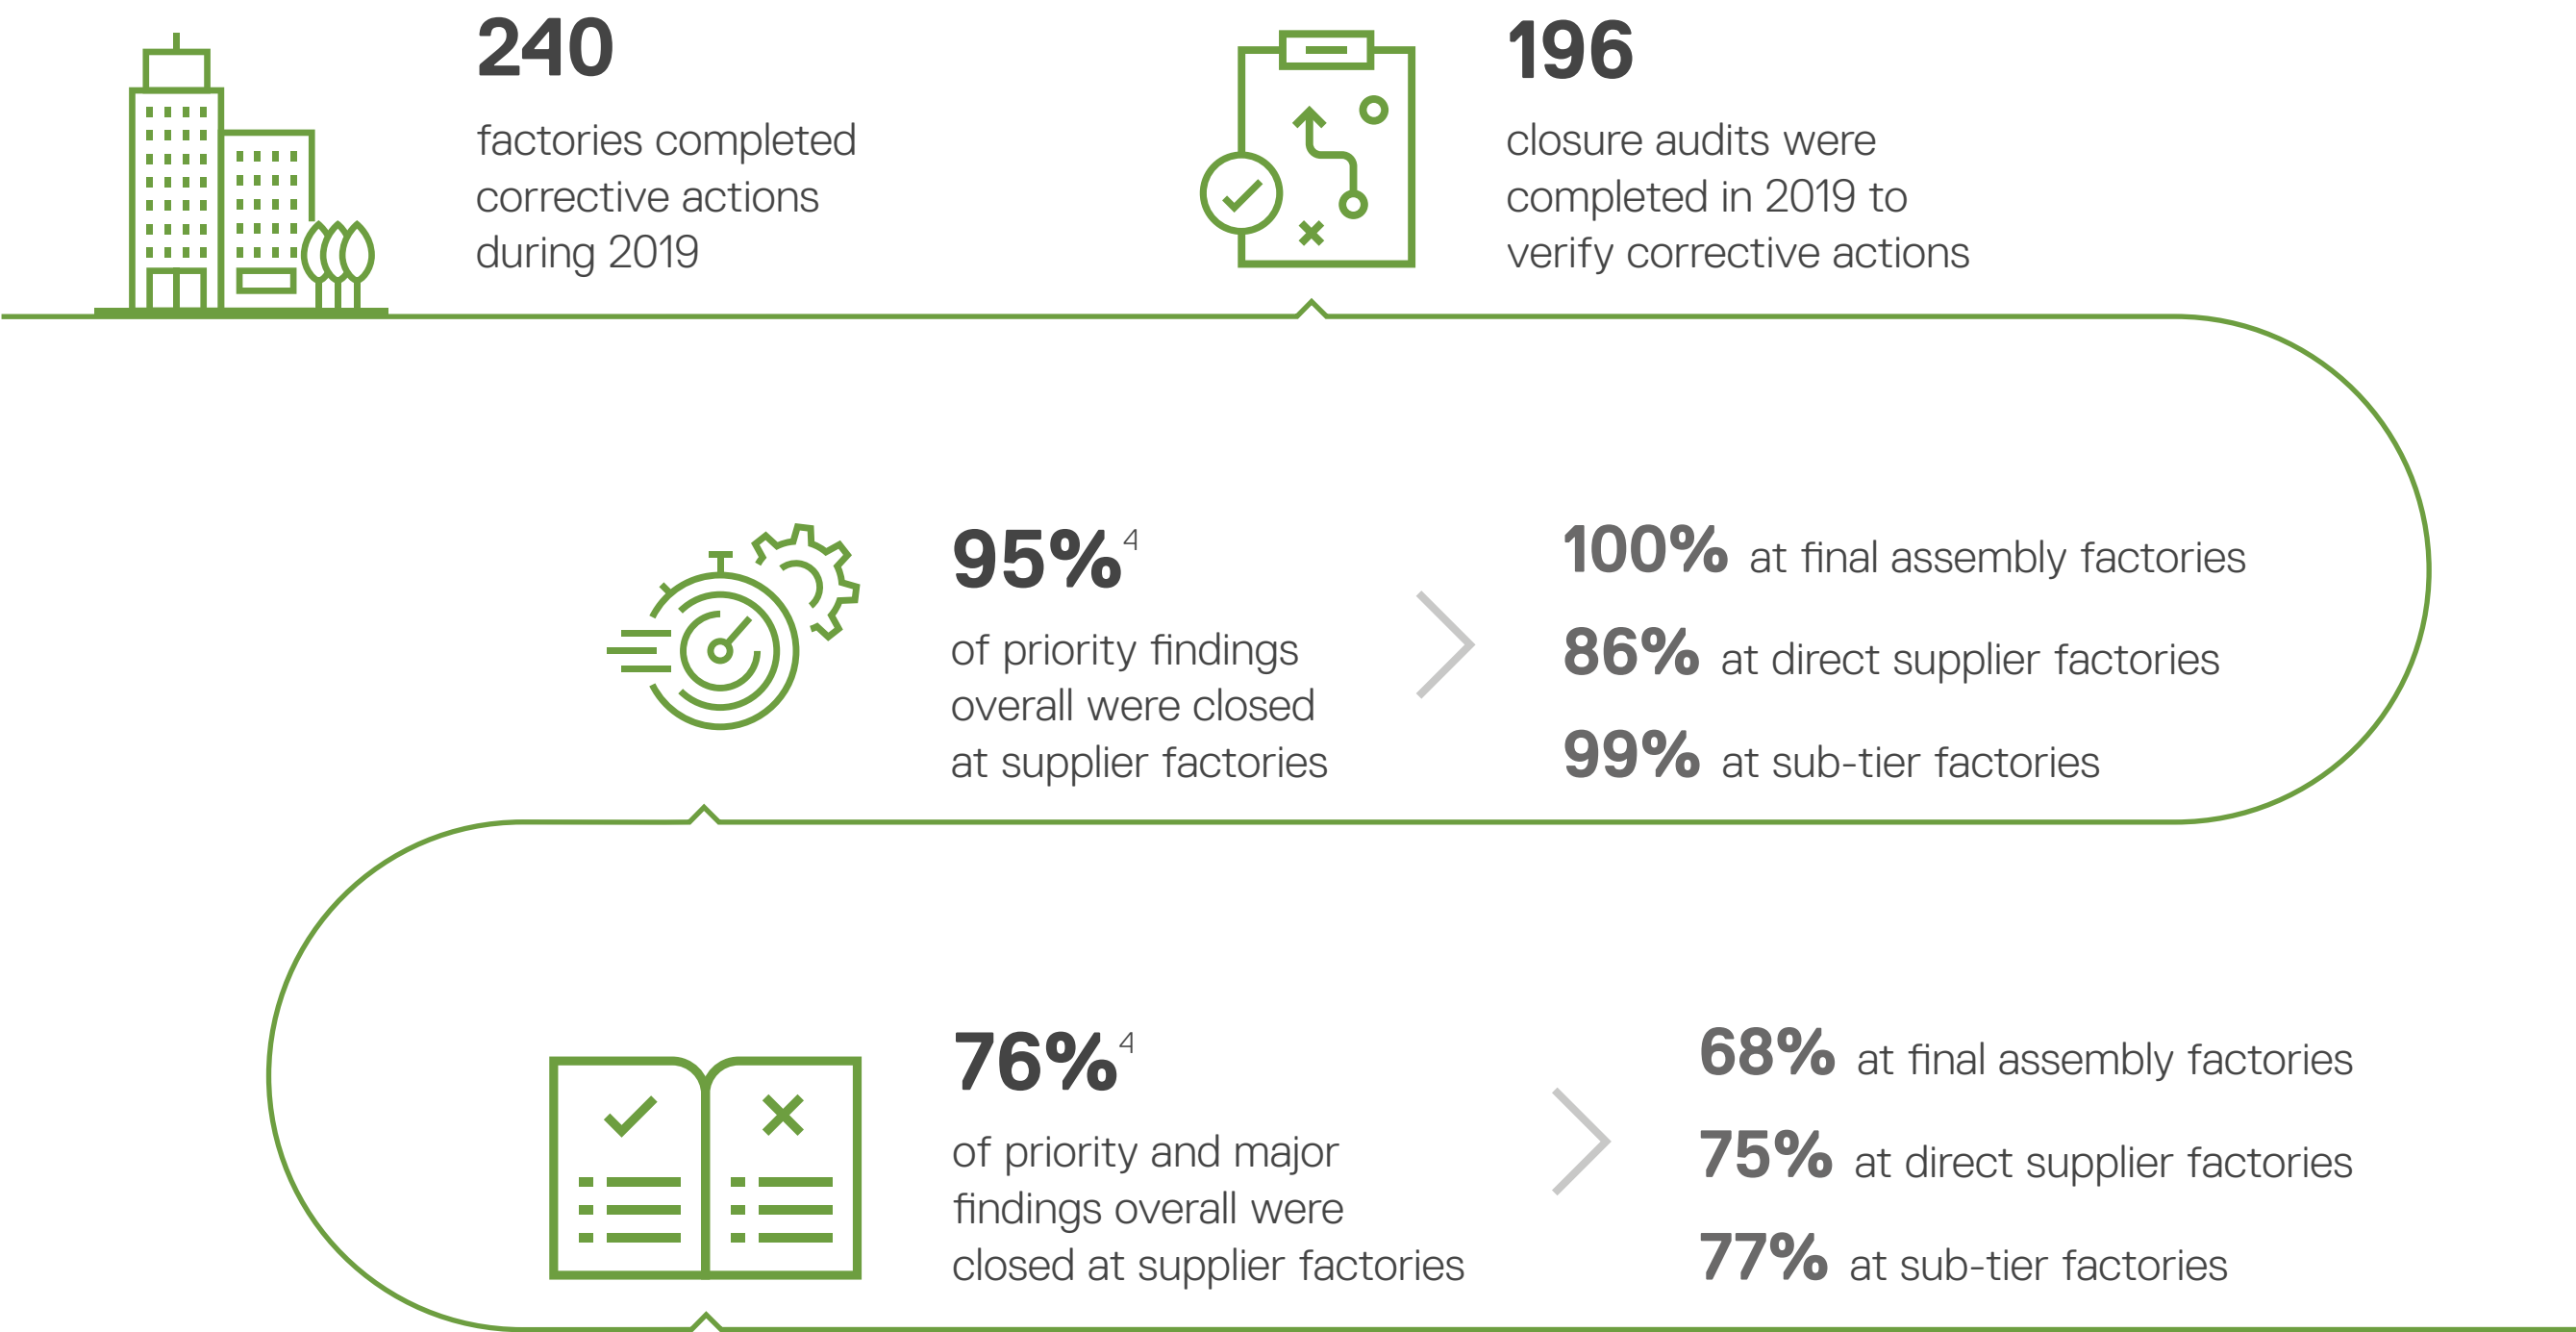 240
factories completed
corrective actions
during 2019
196
closure audits were
completed in 2019 to
verify corrective actions
95%4
of priority findings
overall were closed
at supplier factories
100% at final assembly factories
86% at direct supplier factories
99% at sub-tier factories
76%4
of priority and major
findings overall were
closed at supplier factories
68% at final assembly factories
75% at direct supplier factories
77% at sub-tier factories